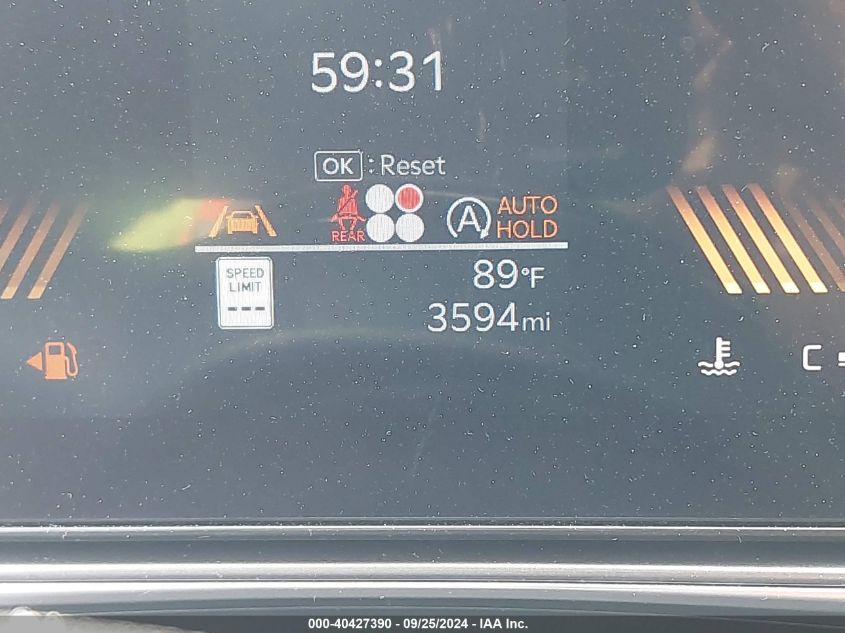 59:31
OK : Reset
REAR
A
AUTO
HOLD
SPEED
LIMIT
---
89°F
3594mi
C
000-40427390 - 09/25/2024 - IAA Inc.